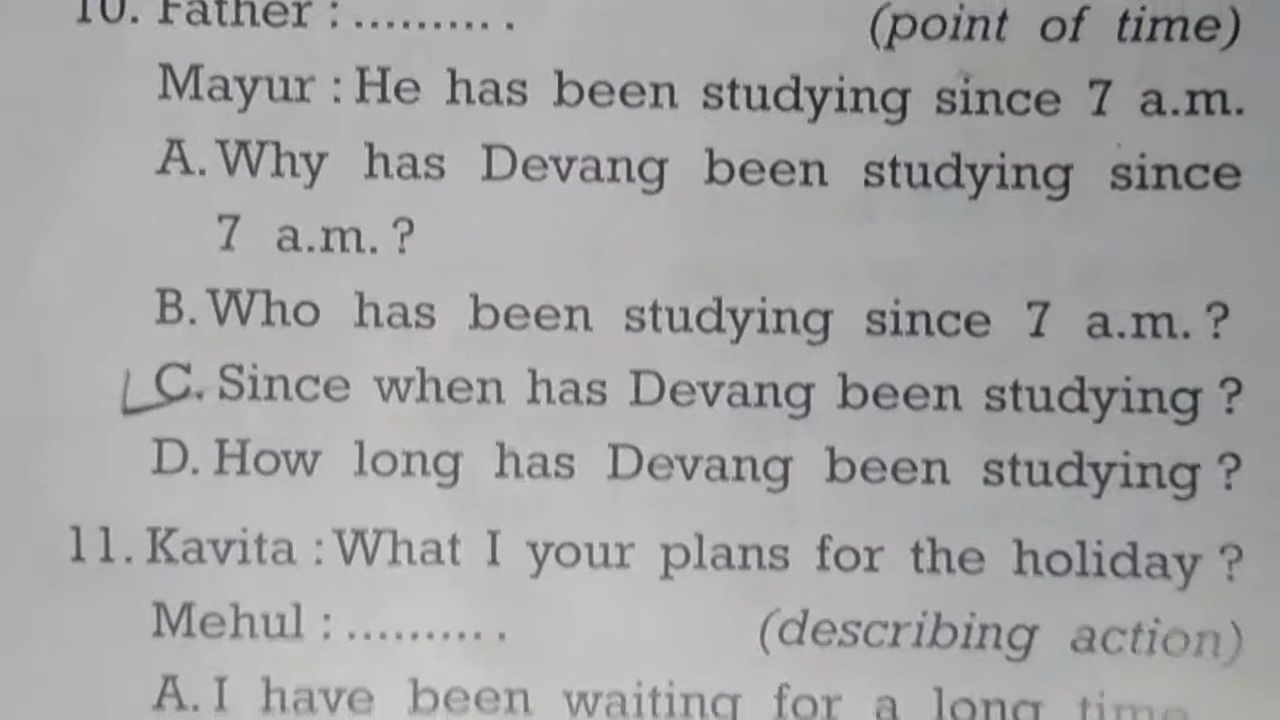 10. Father : .......... (point of time)
Mayur : He has been studying since 7 a.m.
A. Why has Devang been studying since
7 a.m. ?
B. Who has been studying since 7 a.m. ?
C. Since when has Devang been studying ?
D. How long has Devang been studying ?
11. Kavita : What I your plans for the holiday ?
Mehul : .......... (describing action)
A. I have been waiting for a long time